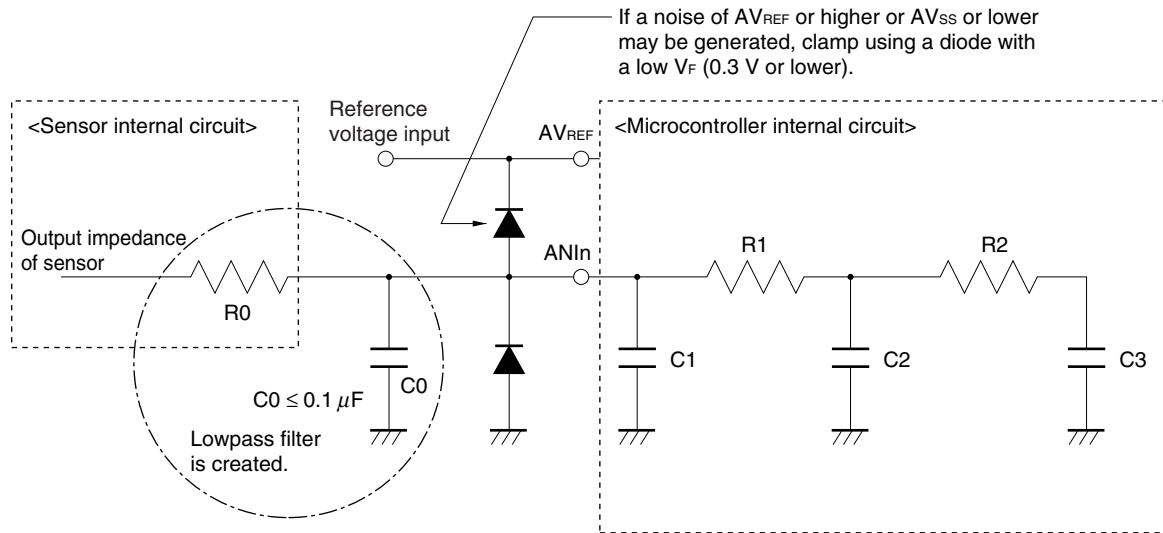 If a noise of AVREF or higher or AVSS or lower
may be generated, clamp using a diode with
a low VF (0.3 V or lower).
<Sensor internal circuit>
Reference
voltage input
AVREF
<Microcontroller internal circuit>
Output impedance
of sensor
R0
ANIn
R1
R2
C0
C0 ≤ 0.1 μF
C1
C2
C3
Lowpass filter
is created.